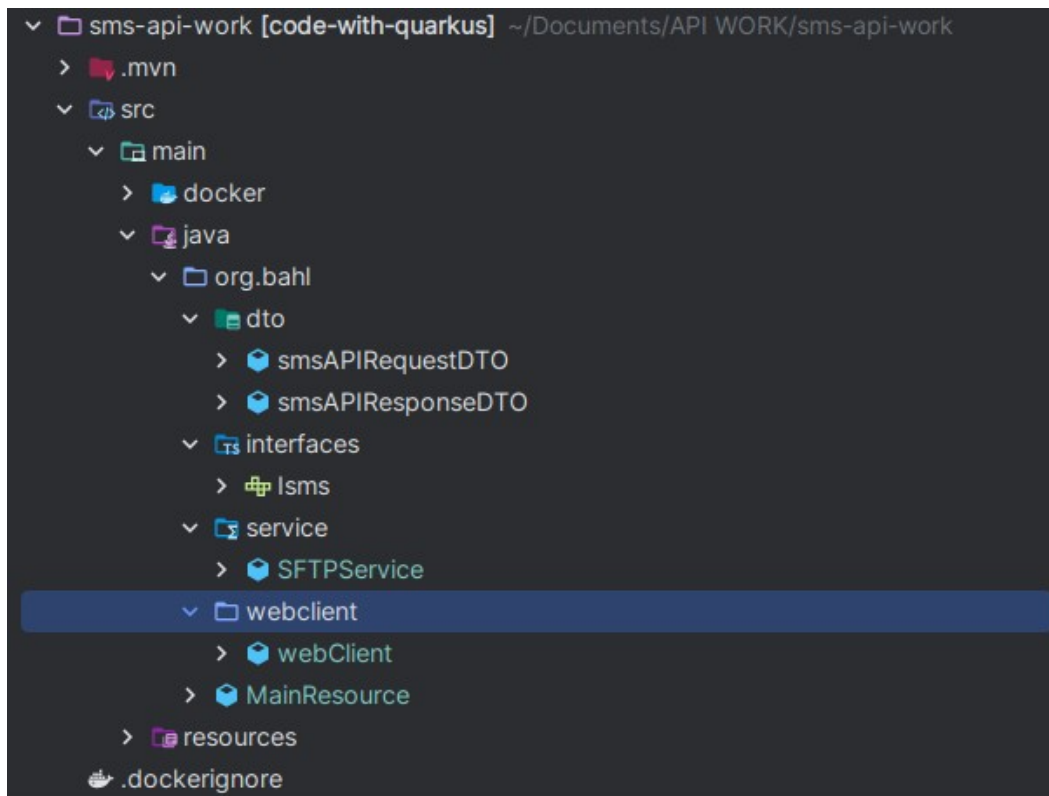 sms-api-work [code-with-quarkus] ~/Documents/API WORK/sms-api-work
.mvn
src
main
docker
java
org.bahl
dto
smsAPIRequestDTO
smsAPIResponseDTO
interfaces
Isms
service
SFTPService
webclient
webClient
MainResource
resources
.dockerignore